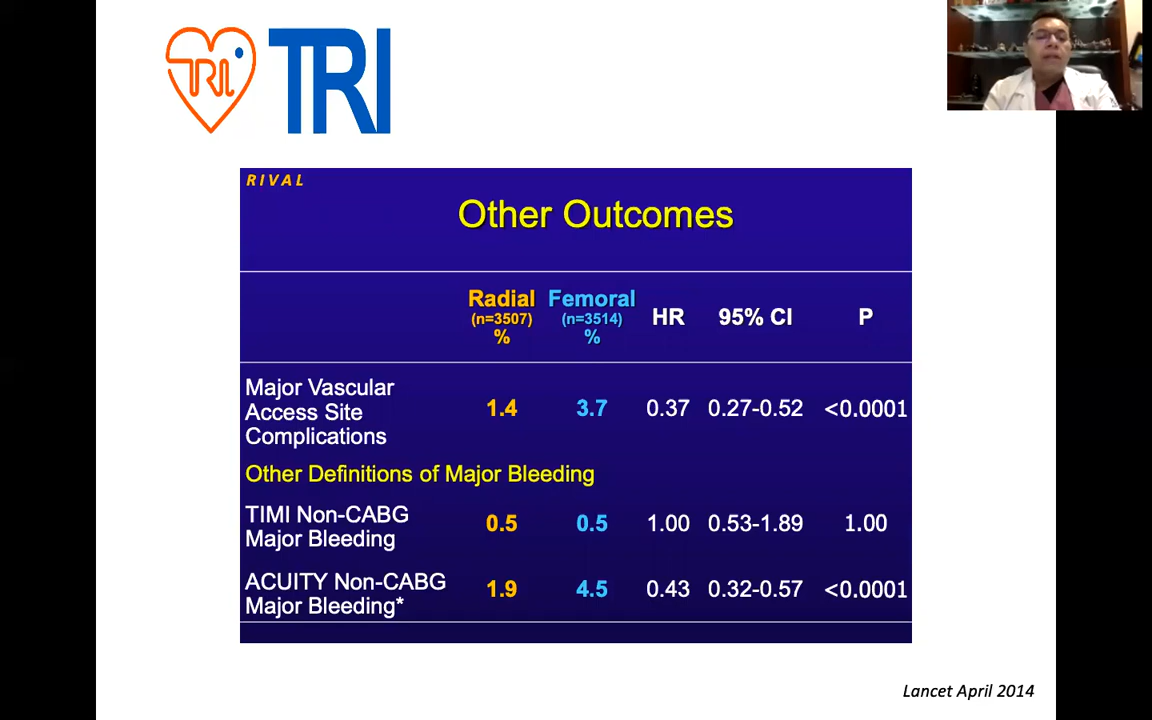 TRI TRI
RIVAL
Other Outcomes
Radial Femoral HR 95% CI P
(n=3507) (n=3514)
% %
Major Vascular
Access Site 1.4 3.7 0.37 0.27-0.52 <0.0001
Complications
Other Definitions of Major Bleeding
TIMI Non-CABG
Major Bleeding 0.5 0.5 1.00 0.53-1.89 1.00
ACUITY Non-CABG
Major Bleeding* 1.9 4.5 0.43 0.32-0.57 <0.0001
Lancet April 2014